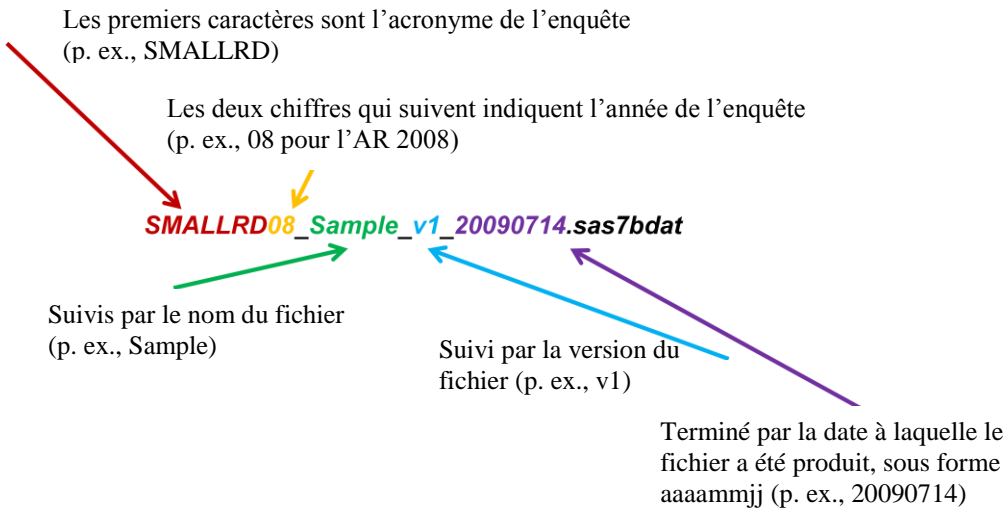 Les premiers caractères sont l’acronyme de l’enquête
(p. ex., SMALLRD)
Les deux chiffres qui suivent indiquent l’année de l’enquête
(p. ex., 08 pour l’AR 2008)
SMALLRD08_Sample_v1_20090714.sas7bdat
Suivis par le nom du fichier
(p. ex., Sample)
Suivi par la version du
fichier (p. ex., v1)
Terminé par la date à laquelle le
fichier a été produit, sous forme
aaaammjj (p. ex., 20090714)